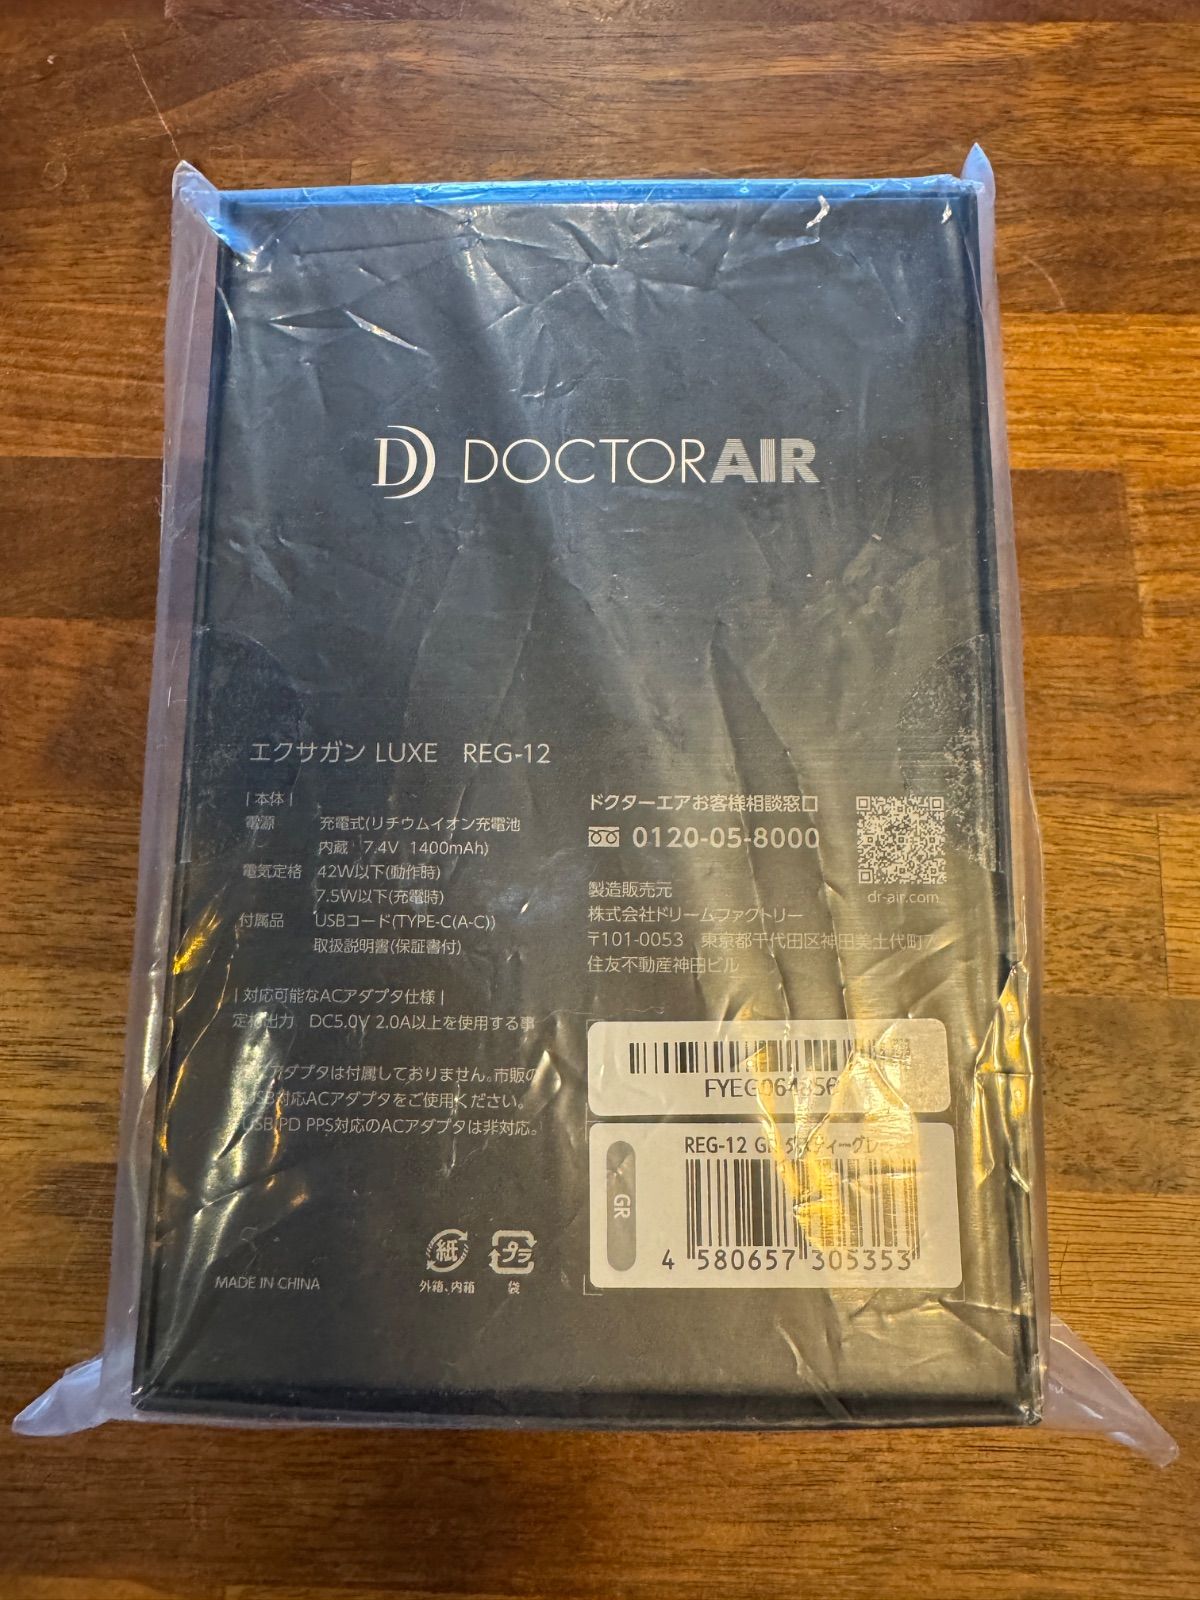 DOCTORAIR
エクサガン LUXE REG-12
| 本体 |
電源 充電式(リチウムイオン充電池
内蔵 7.4V 1400mAh)
電気定格 42W以下(動作時)
7.5W以下(充電時)
付属品 USBコード(TYPE-C(A-C))
取扱説明書(保証書付)
| 対応可能なACアダプタ仕様 |
定格出力 DC5.0V 2.0A以上を使用する事
アダプタは付属しておりません。市販の
USB対応ACアダプタをご使用ください。
USB PD PPS対応のACアダプタは非対応。
MADE IN CHINA
紙
外箱、内箱
プラ
袋
ドクターエアお客様相談窓口
0120-05-8000
dr-air.com
製造販売元
株式会社ドリームファクトリー
〒101-0053 東京都千代田区神田美土代町7
住友不動産神田ビル
REG-12
GR
4 580657 305353